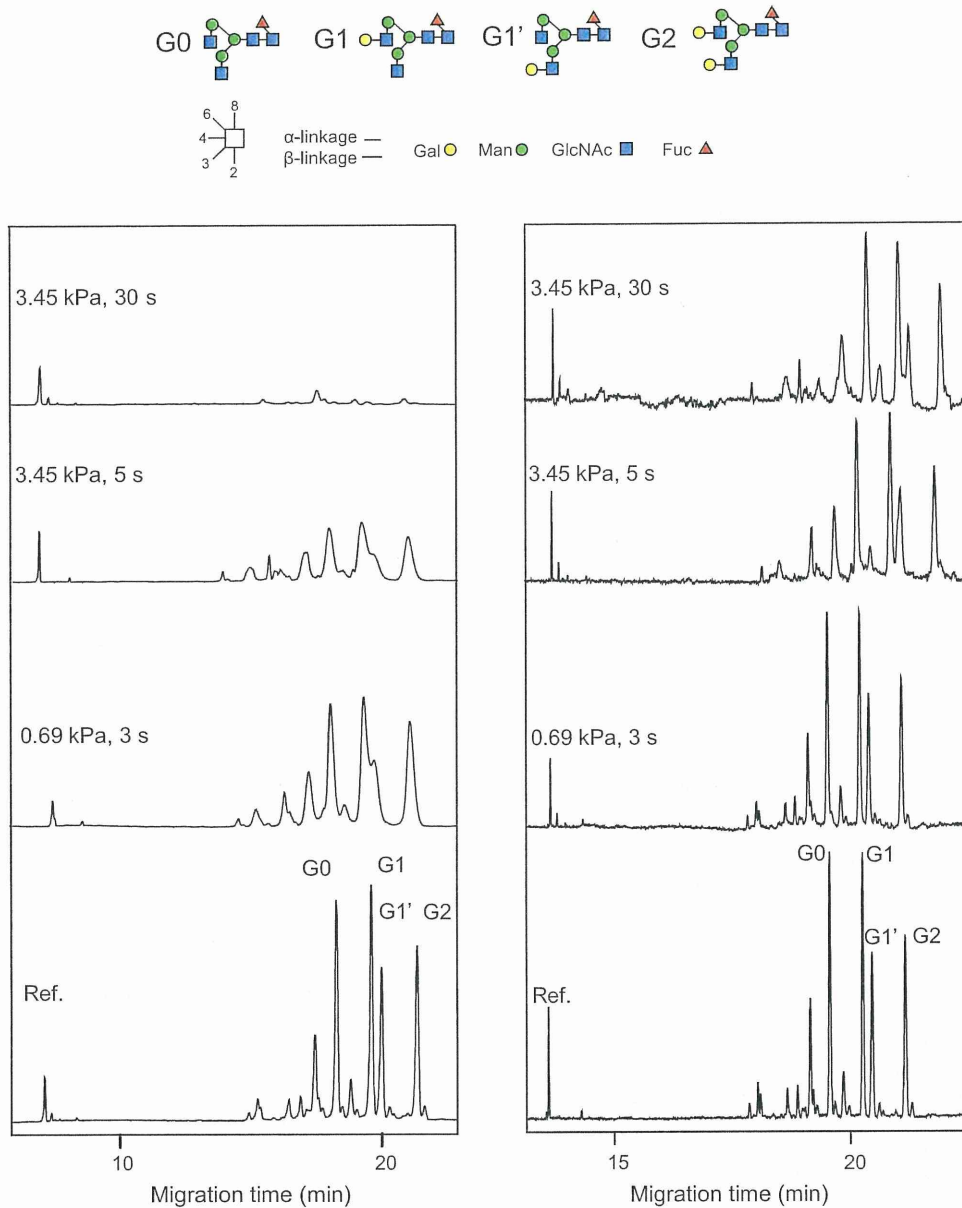 G0 G1 G1’ G2
6 8
4
3
2
α-linkage
β-linkage
Gal Man GlcNAc Fuc
3.45 kPa, 30 s
3.45 kPa, 5 s
0.69 kPa, 3 s
G0 G1
G1’ G2
Ref.
10 20
Migration time (min)
3.45 kPa, 30 s
3.45 kPa, 5 s
0.69 kPa, 3 s
G0 G1
G1’ G2
Ref.
15 20
Migration time (min)